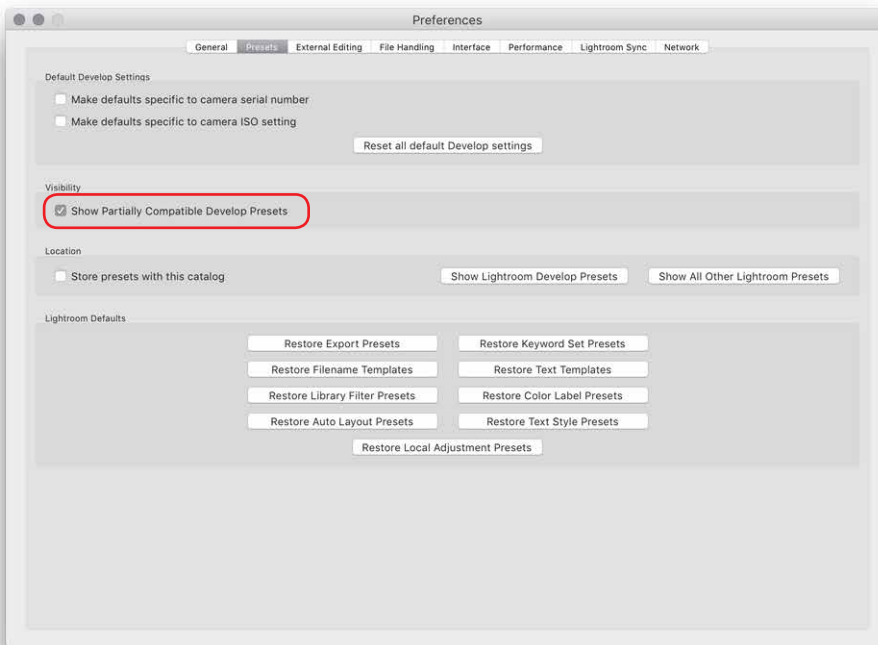 Preferences
General Presets External Editing File Handling Interface Performance Lightroom Sync Network
Default Develop Settings
Make defaults specific to camera serial number
Make defaults specific to camera ISO setting
Reset all default Develop settings
Visibility
Show Partially Compatible Develop Presets
Location
Store presets with this catalog Show Lightroom Develop Presets Show All Other Lightroom Presets
Lightroom Defaults
Restore Export Presets Restore Keyword Set Presets
Restore Filename Templates Restore Text Templates
Restore Library Filter Presets Restore Color Label Presets
Restore Auto Layout Presets Restore Text Style Presets
Restore Local Adjustment Presets